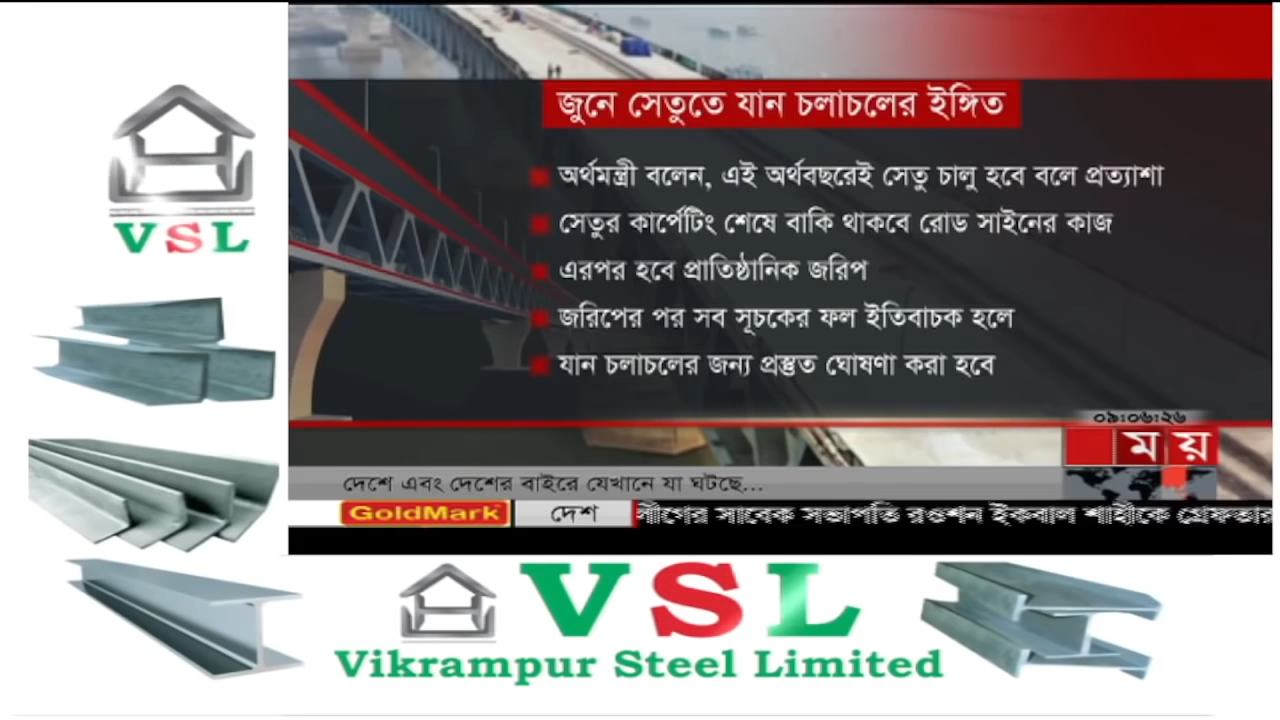 জুনে সেতুতে যান চলাচলের ইঙ্গিত
অর্থমন্ত্রী বলেন, এই অর্থবছরেই সেতু চালু হবে বলে প্রত্যাশা
সেতুর কার্পেটিং শেষে বাকি থাকবে রোড সাইনের কাজ
এরপর হবে প্রাতিষ্ঠানিক জরিপ
জরিপের পর সব সূচকের ফল ইতিবাচক হলে
যান চলাচলের জন্য প্রস্তুত ঘোষণা করা হবে
VSL
০৯:০৬:২৬
ময়
দেশে এবং দেশের বাইরে যেখানে যা ঘটছে...
GoldMark দেশ সাবেক সভাপতি রওশন ইকবাল শাহীকে গ্রেফতার
VSL
Vikrampur Steel Limited